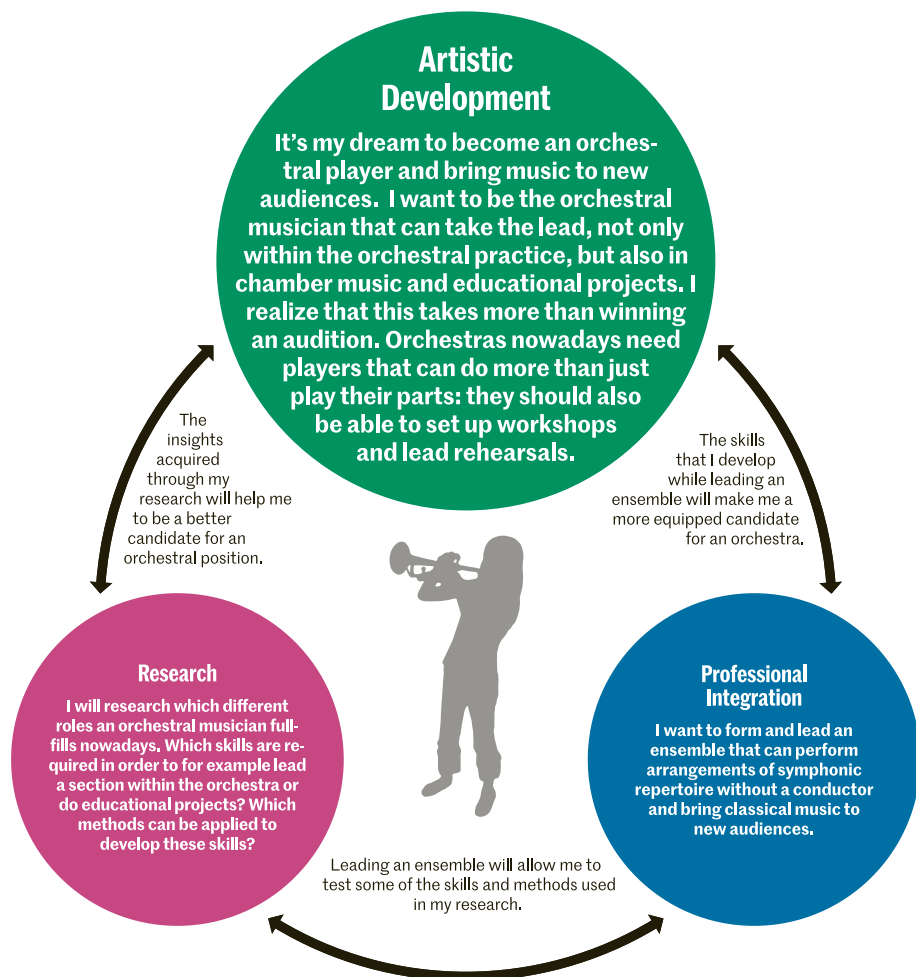 Artistic
Development
It’s my dream to become an orches-
tral player and bring music to new
audiences.  I want to be the orchestral
musician that can take the lead, not only
within the orchestral practice, but also in
chamber music and educational projects. I
realize that this takes more than winning
an audition. Orchestras nowadays need
players that can do more than just
play their parts: they should also
be able to set up workshops
and lead rehearsals.
The
insights
acquired
through my
research will help me
to be a better
candidate for an
orchestral position.
The skills
that I develop
while leading an
ensemble will make me a
more equipped candidate
for an orchestra.
Research
I will research which different
roles an orchestral musician full-
fills nowadays. Which skills are re-
quired in order to for example lead
a section within the orchestra or
do educational projects? Which
methods can be applied to
develop these skills?
Professional
Integration
I want to form and lead an
ensemble that can perform
arrangements of symphonic
repertoire without a conductor
and bring classical music to
new audiences.
Leading an ensemble will allow me to
test some of the skills and methods used
in my research.